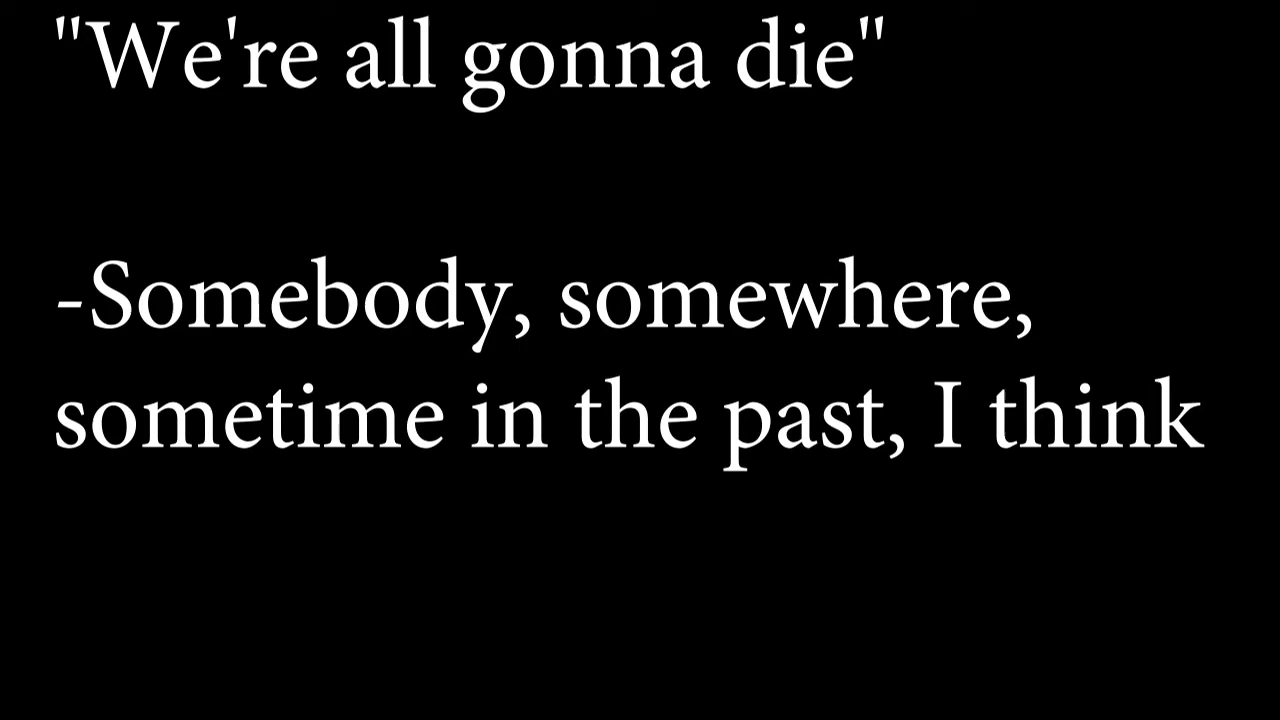 "We're all gonna die"
-Somebody, somewhere,
sometime in the past, I think